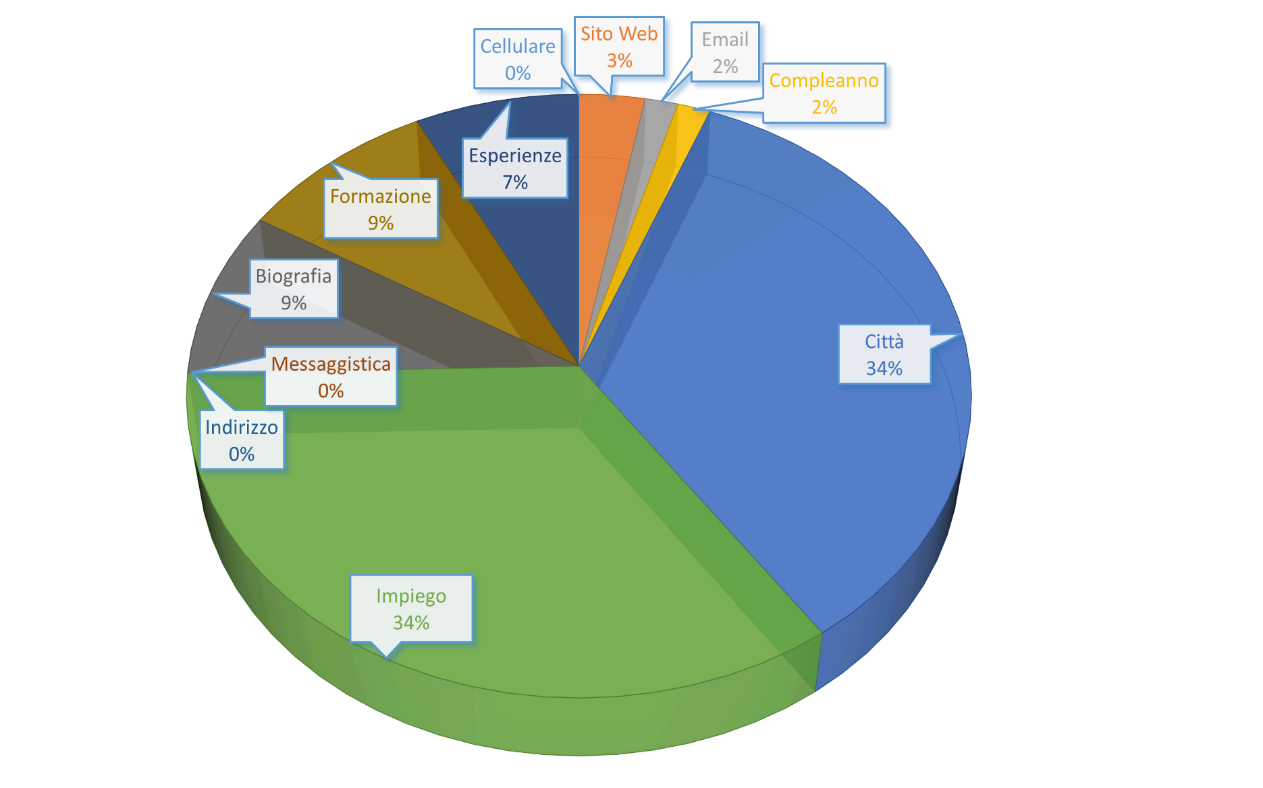 Cellulare
0%
Sito Web
3%
Email
2%
Compleanno
2%
Esperienze
7%
Formazione
9%
Biografia
9%
Città
34%
Messaggistica
0%
Indirizzo
0%
Impiego
34%